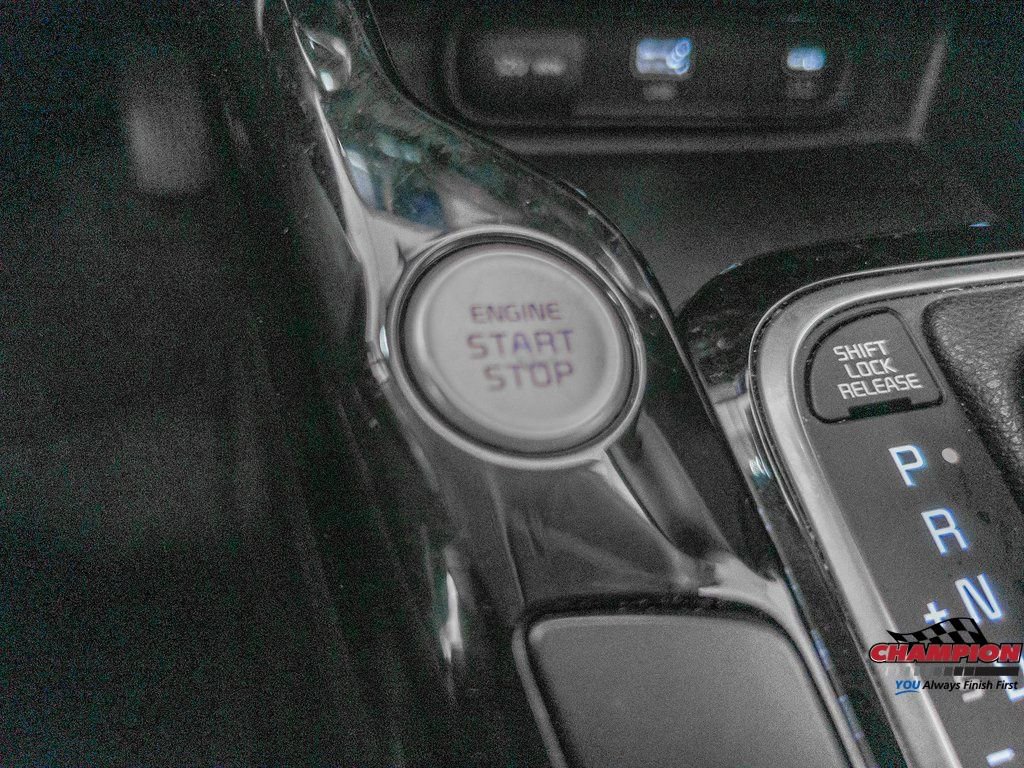 ENGINE
START
STOP
SHIFT
LOCK
RELEASE
P
R
N
+
CHAMPION
YOU Always Finish First